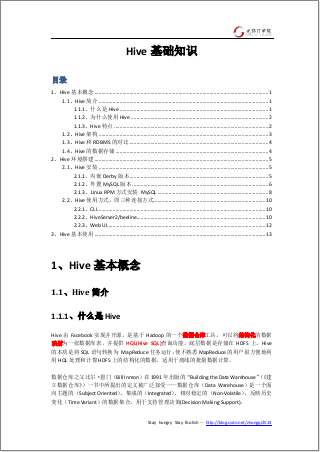 Hive 基础知识
目录
1、Hive 基本概念 ... 1
1.1、Hive 简介 ... 1
1.1.1、什么是 Hive ... 1
1.1.2、为什么使用 Hive ... 2
1.1.3、Hive 特点 ... 2
1.2、Hive 架构 ... 3
1.3、Hive 和 RDBMS 的对比 ... 4
1.4、Hive 的数据存储 ... 4
2、Hive 环境搭建 ... 5
2.1、Hive 安装 ... 5
2.1.1、内嵌 Derby 版本 ... 5
2.1.2、外置 MySQL 版本 ... 6
2.1.3、Linux RPM 方式安装 MySQL ... 8
2.2、Hive 使用方式，即三种连接方式 ... 10
2.2.1、CLI ... 10
2.2.2、HiveServer2/beeline ... 10
2.2.3、Web UI ... 12
3、Hive 基本使用 ... 13
1、Hive 基本概念
1.1、Hive 简介
1.1.1、什么是 Hive
Hive 由 Facebook 实现并开源，是基于 Hadoop 的一个数据仓库工具，可以将结构化的数据
映射为一张数据库表，并提供 HQL(Hive SQL)查询功能，底层数据是存储在 HDFS 上。Hive
的本质是将 SQL 语句转换为 MapReduce 任务运行，使不熟悉 MapReduce 的用户很方便地利
用 HQL 处理和计算 HDFS 上的结构化的数据，适用于离线的批量数据计算。
数据仓库之父比尔·恩门（Bill Inmon）在 1991 年出版的“Building the Data Warehouse”（《建
立数据仓库》）一书中所提出的定义被广泛接受——数据仓库（Data Warehouse）是一个面
向主题的（Subject Oriented）、集成的（Integrated）、相对稳定的（Non-Volatile）、反映历史
变化（Time Variant）的数据集合，用于支持管理决策(Decision Making Support)。
Stay hungry Stay foolish --